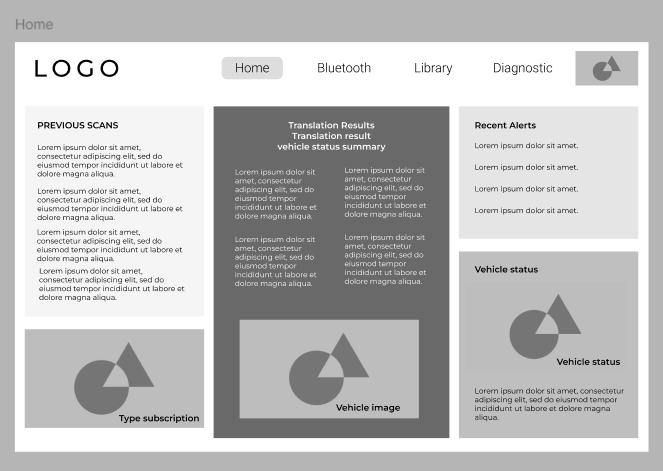 Home
LOGO
Home
Bluetooth
Library
Diagnostic
PREVIOUS SCANS
Lorem ipsum dolor sit amet,
consectetur adipiscing elit, sed do
eiusmod tempor incididunt ut labore et
dolore magna aliqua.
Lorem ipsum dolor sit amet,
consectetur adipiscing elit, sed do
eiusmod tempor incididunt ut labore et
dolore magna aliqua.
Lorem ipsum dolor sit amet,
consectetur adipiscing elit, sed do
eiusmod tempor incididunt ut labore et
dolore magna aliqua.
Lorem ipsum dolor sit amet,
consectetur adipiscing elit, sed do
eiusmod tempor incididunt ut labore et
dolore magna aliqua.
Type subscription
Translation Results
Translation result
vehicle status summary
Lorem ipsum dolor sit
amet, consectetur
adipiscing elit, sed do
eiusmod tempor
incididunt ut labore et
dolore magna aliqua.
Lorem ipsum dolor sit
amet, consectetur
adipiscing elit, sed do
eiusmod tempor
incididunt ut labore et
dolore magna aliqua.
Lorem ipsum dolor sit
amet, consectetur
adipiscing elit, sed do
eiusmod tempor
incididunt ut labore et
dolore magna aliqua.
Lorem ipsum dolor sit
amet, consectetur
adipiscing elit, sed do
eiusmod tempor
incididunt ut labore et
dolore magna aliqua.
Vehicle image
Recent Alerts
Lorem ipsum dolor sit amet.
Lorem ipsum dolor sit amet.
Lorem ipsum dolor sit amet.
Lorem ipsum dolor sit amet.
Vehicle status
Vehicle status
Lorem ipsum dolor sit amet, consectetur
adipiscing elit, sed do eiusmod tempor
incididunt ut labore et dolore magna
aliqua.